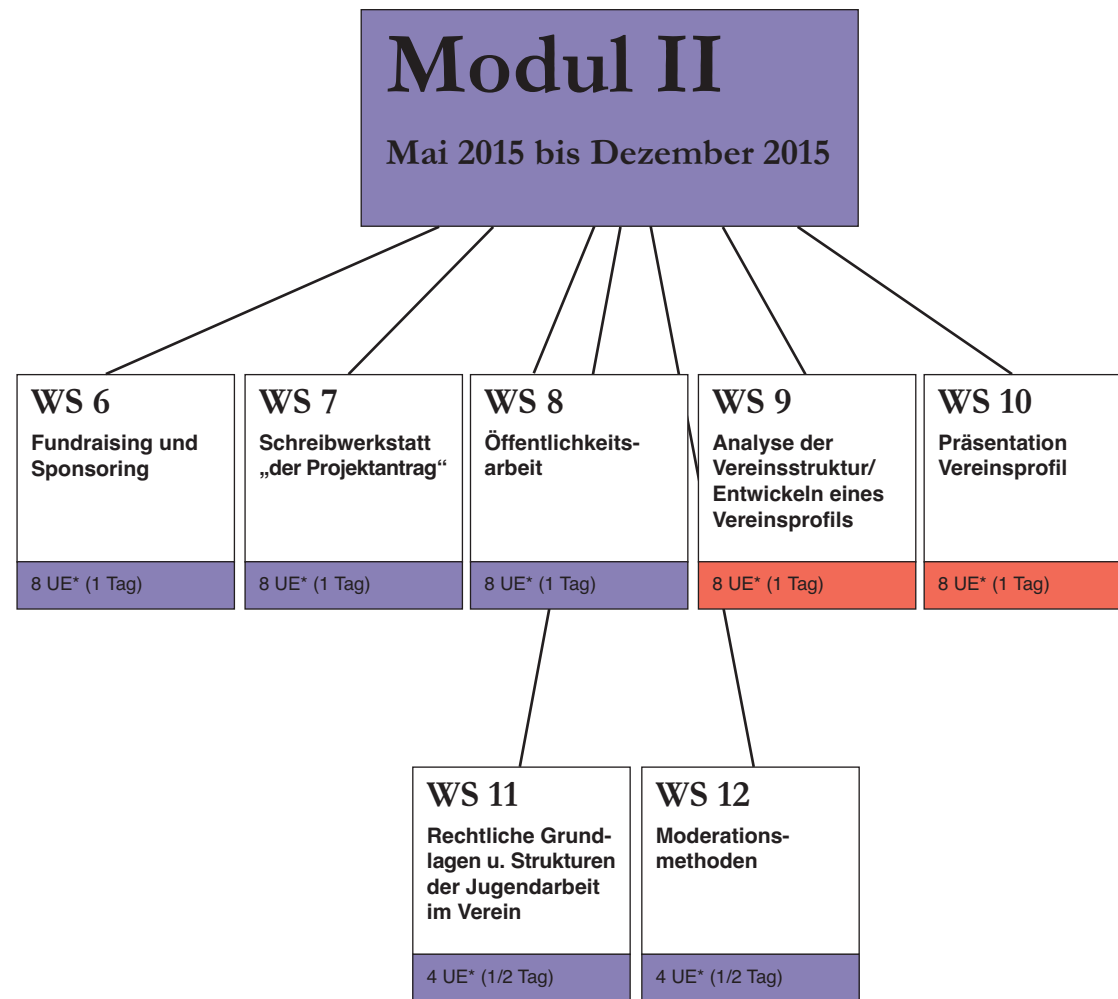 Modul II
Mai 2015 bis Dezember 2015
WS 6
Fundraising und
Sponsoring
8 UE* (1 Tag)
WS 7
Schreibwerkstatt
„der Projektantrag“
8 UE* (1 Tag)
WS 8
Öffentlichkeits-
arbeit
8 UE* (1 Tag)
WS 9
Analyse der
Vereinsstruktur/
Entwickeln eines
Vereinsprofils
8 UE* (1 Tag)
WS 10
Präsentation
Vereinsprofil
8 UE* (1 Tag)
WS 11
Rechtliche Grund-
lagen u. Strukturen
der Jugendarbeit
im Verein
4 UE* (1/2 Tag)
WS 12
Moderations-
methoden
4 UE* (1/2 Tag)